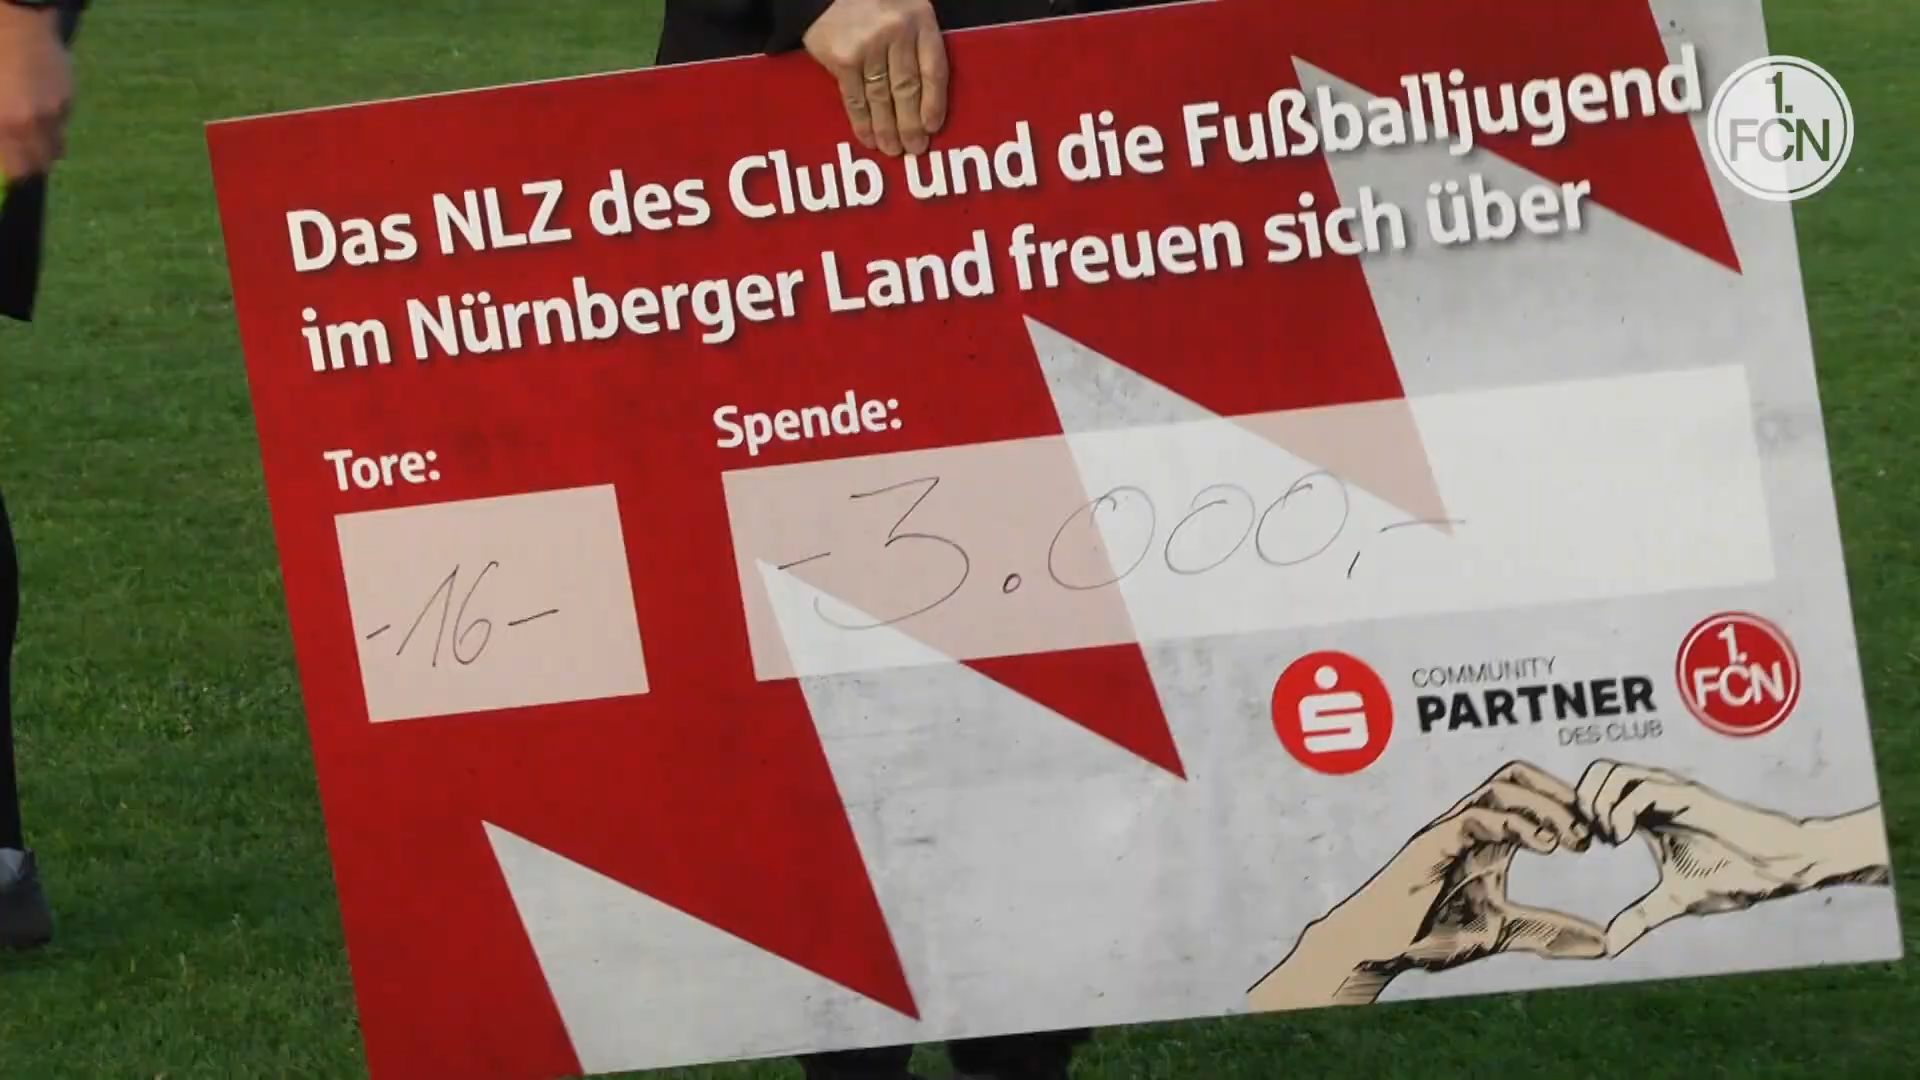 Das NLZ des Club und die Fußballjugend
im Nürnberger Land freuen sich über
Tore:
Spende:
-16-
-3.000,-
COMMUNITY
PARTNER
DES CLUB
1.
FCN
1.
FCN